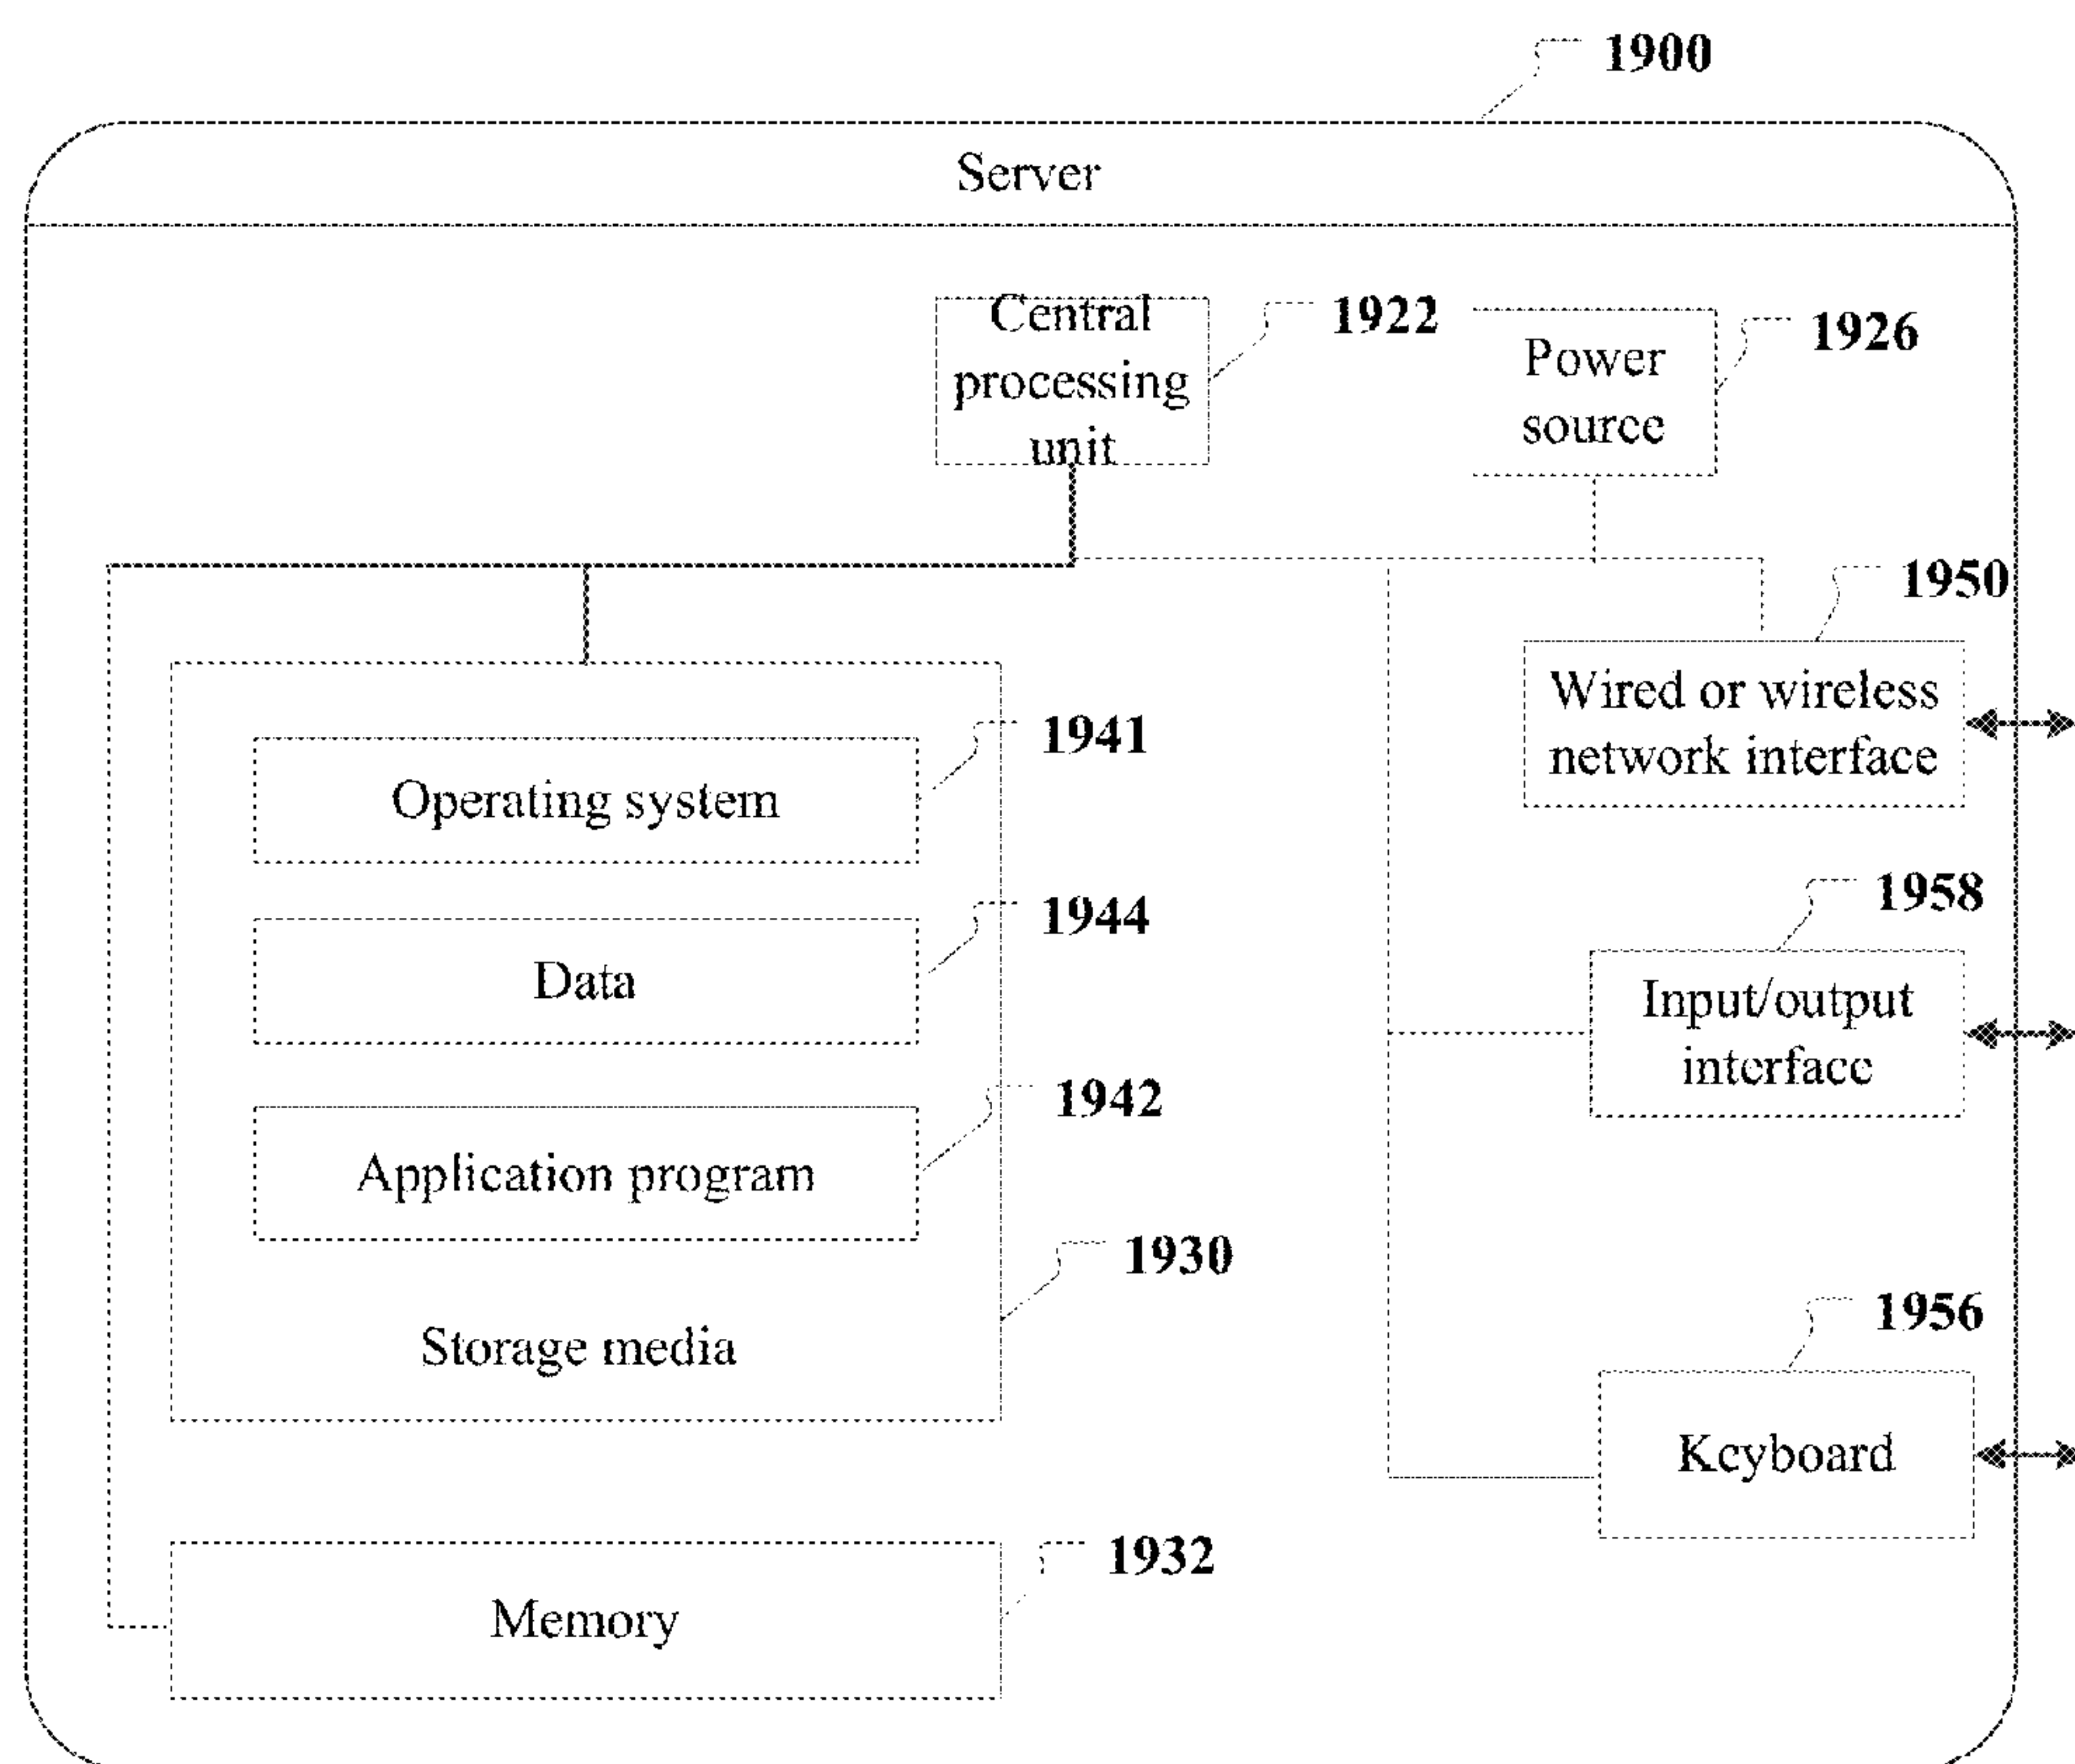 1900
Server
Central
processing
unit
1922
Power
source
1926
1950
Wired or wireless
network interface
1941
Operating system
1958
Input/output
interface
1944
Data
1942
Application program
1930
Storage media
1956
Keyboard
1932
Memory